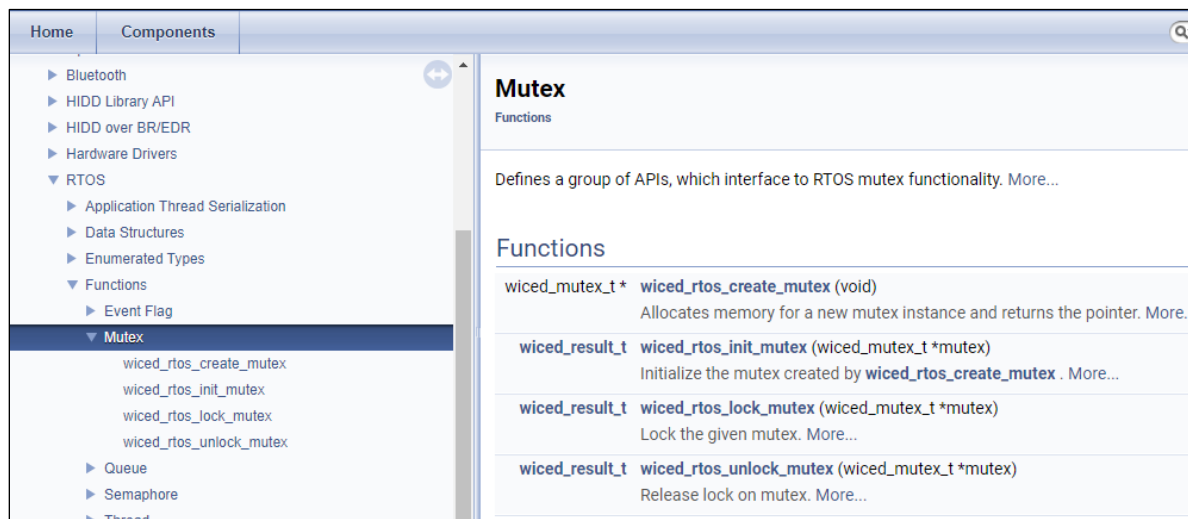 Home
Components
Bluetooth
HIDD Library API
HIDD over BR/EDR
Hardware Drivers
RTOS
Application Thread Serialization
Data Structures
Enumerated Types
Functions
Event Flag
Mutex
wiced_rtos_create_mutex
wiced_rtos_init_mutex
wiced_rtos_lock_mutex
wiced_rtos_unlock_mutex
Queue
Semaphore
Thread
Mutex
Functions
Defines a group of APIs, which interface to RTOS mutex functionality. More...
Functions
wiced_mutex_t * wiced_rtos_create_mutex (void)
Allocates memory for a new mutex instance and returns the pointer. More.
wiced_result_t wiced_rtos_init_mutex (wiced_mutex_t *mutex)
Initialize the mutex created by wiced_rtos_create_mutex . More...
wiced_result_t wiced_rtos_lock_mutex (wiced_mutex_t *mutex)
Lock the given mutex. More...
wiced_result_t wiced_rtos_unlock_mutex (wiced_mutex_t *mutex)
Release lock on mutex. More...